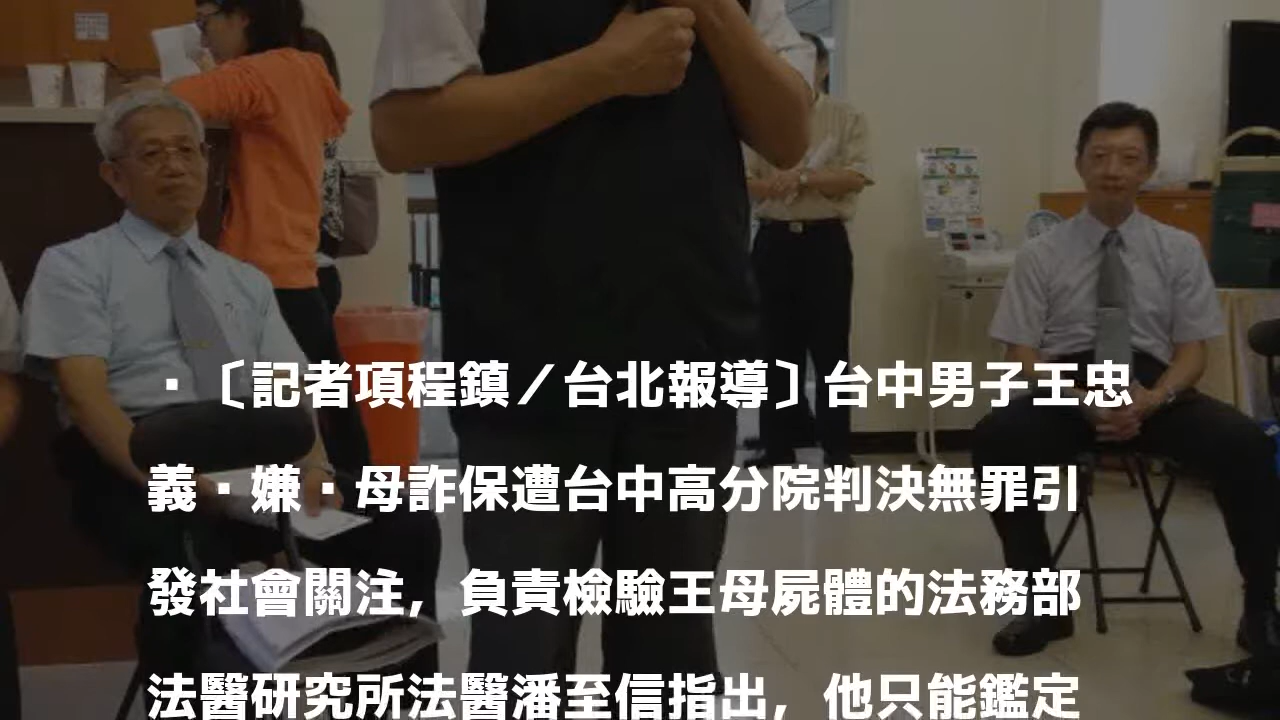 ▪〔記者項程鎮／台北報導〕台中男子王忠
義▪嫌▪母詐保遭台中高分院判決無罪引
發社會關注，負責檢驗王母屍體的法務部
法醫研究所法醫潘至信指出，他只能鑑定